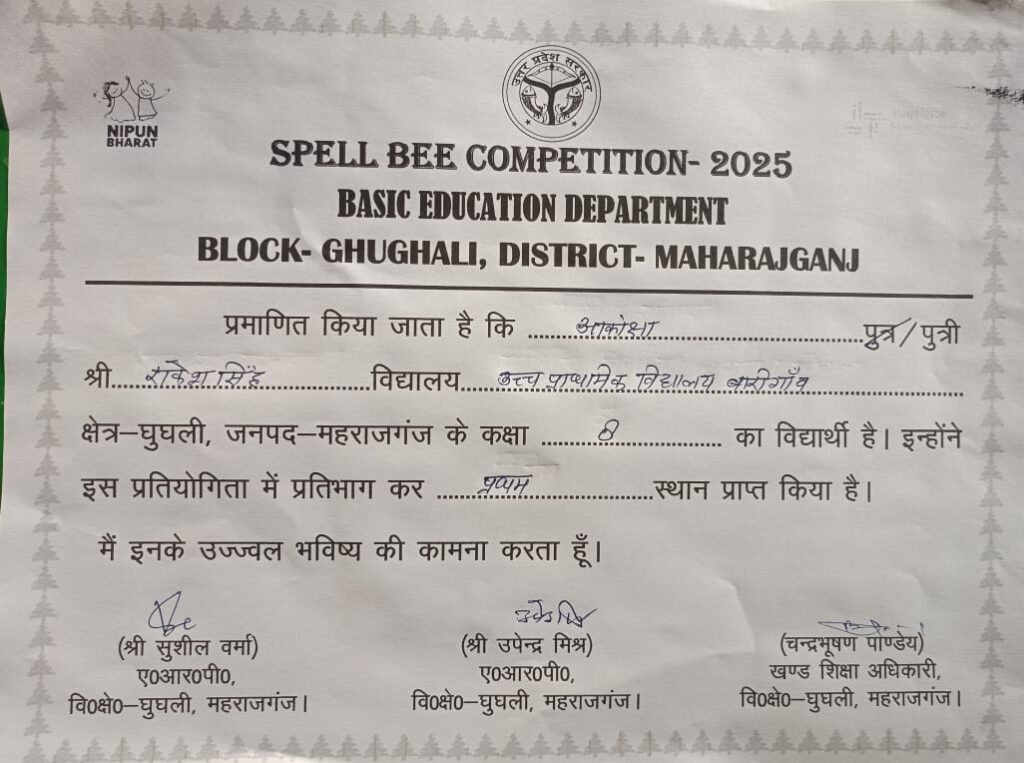 उत्तर प्रदेश सरकार
NIPUN
BHARAT
SPELL BEE COMPETITION- 2025
BASIC EDUCATION DEPARTMENT
BLOCK- GHUGHALI, DISTRICT- MAHARAJGANJ
प्रमाणित किया जाता है कि ........आकांक्षा........पुत्र/पुत्री
श्री....राकेश सिंह........विद्यालय....उच्च प्राथमिक विद्यालय बारीगाँव
क्षेत्र–घुघली, जनपद–महराजगंज के कक्षा ........8........ का विद्यार्थी है। इन्होंने
इस प्रतियोगिता में प्रतिभाग कर ........प्रथम........स्थान प्राप्त किया है।
मैं इनके उज्ज्वल भविष्य की कामना करता हूँ।
(श्री सुशील वर्मा) (श्री उपेन्द्र मिश्र) (चन्द्रभूषण पाण्डेय)
ए0आर0पी0, ए0आर0पी0, खण्ड शिक्षा अधिकारी,
वि0क्षे0–घुघली, महराजगंज। वि0क्षे0–घुघली, महराजगंज। वि0क्षे0–घुघली, महराजगंज।